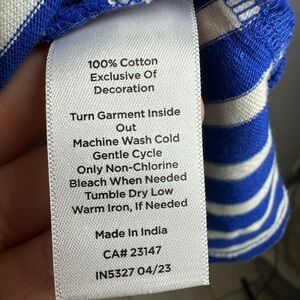 100% Cotton
Exclusive Of
Decoration
Turn Garment Inside
Out
Machine Wash Cold
Gentle Cycle
Only Non-Chlorine
Bleach When Needed
Tumble Dry Low
Warm Iron, If Needed
Made In India
CA# 23147
IN5327 04/23